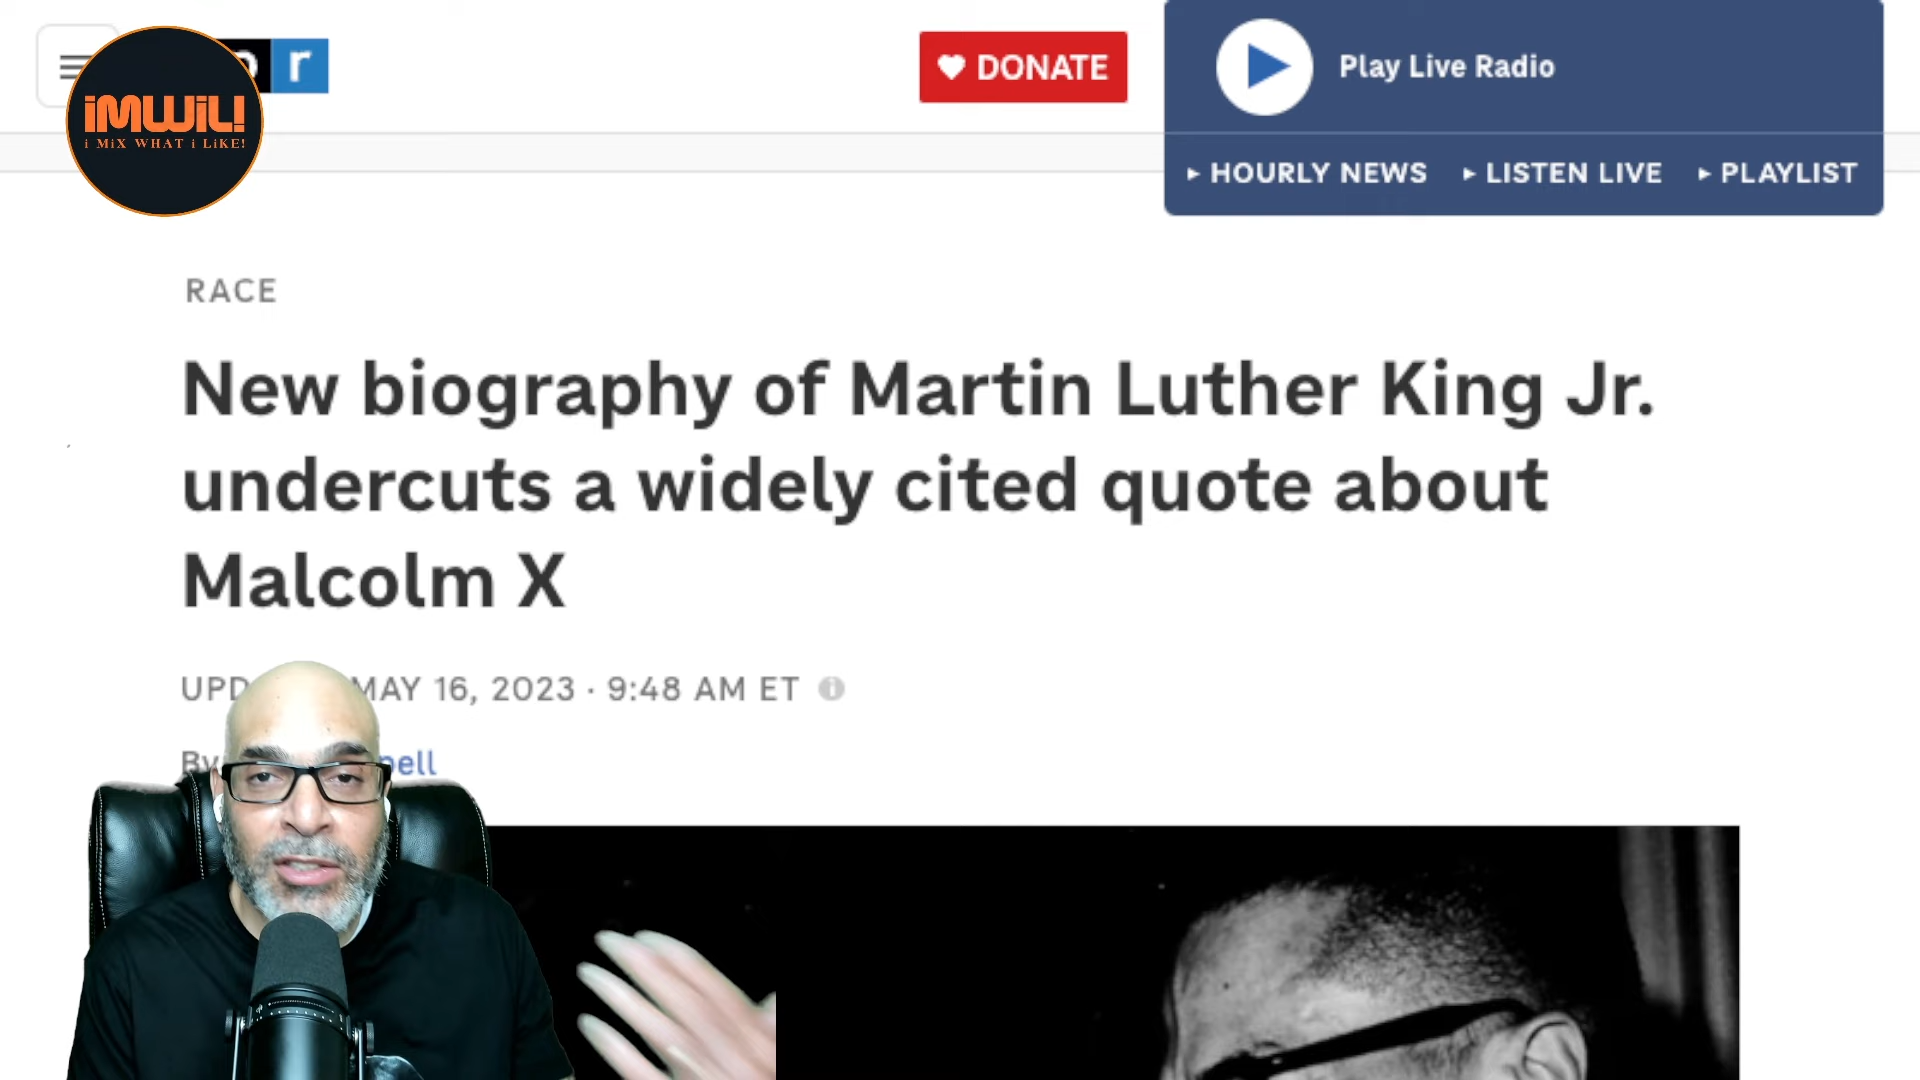 r
DONATE
Play Live Radio
iMWiL!
i MiX WHAT i LiKE!
HOURLY NEWS
LISTEN LIVE
PLAYLIST
RACE
New biography of Martin Luther King Jr.
undercuts a widely cited quote about
Malcolm X
MAY 16, 2023 · 9:48 AM ET
By